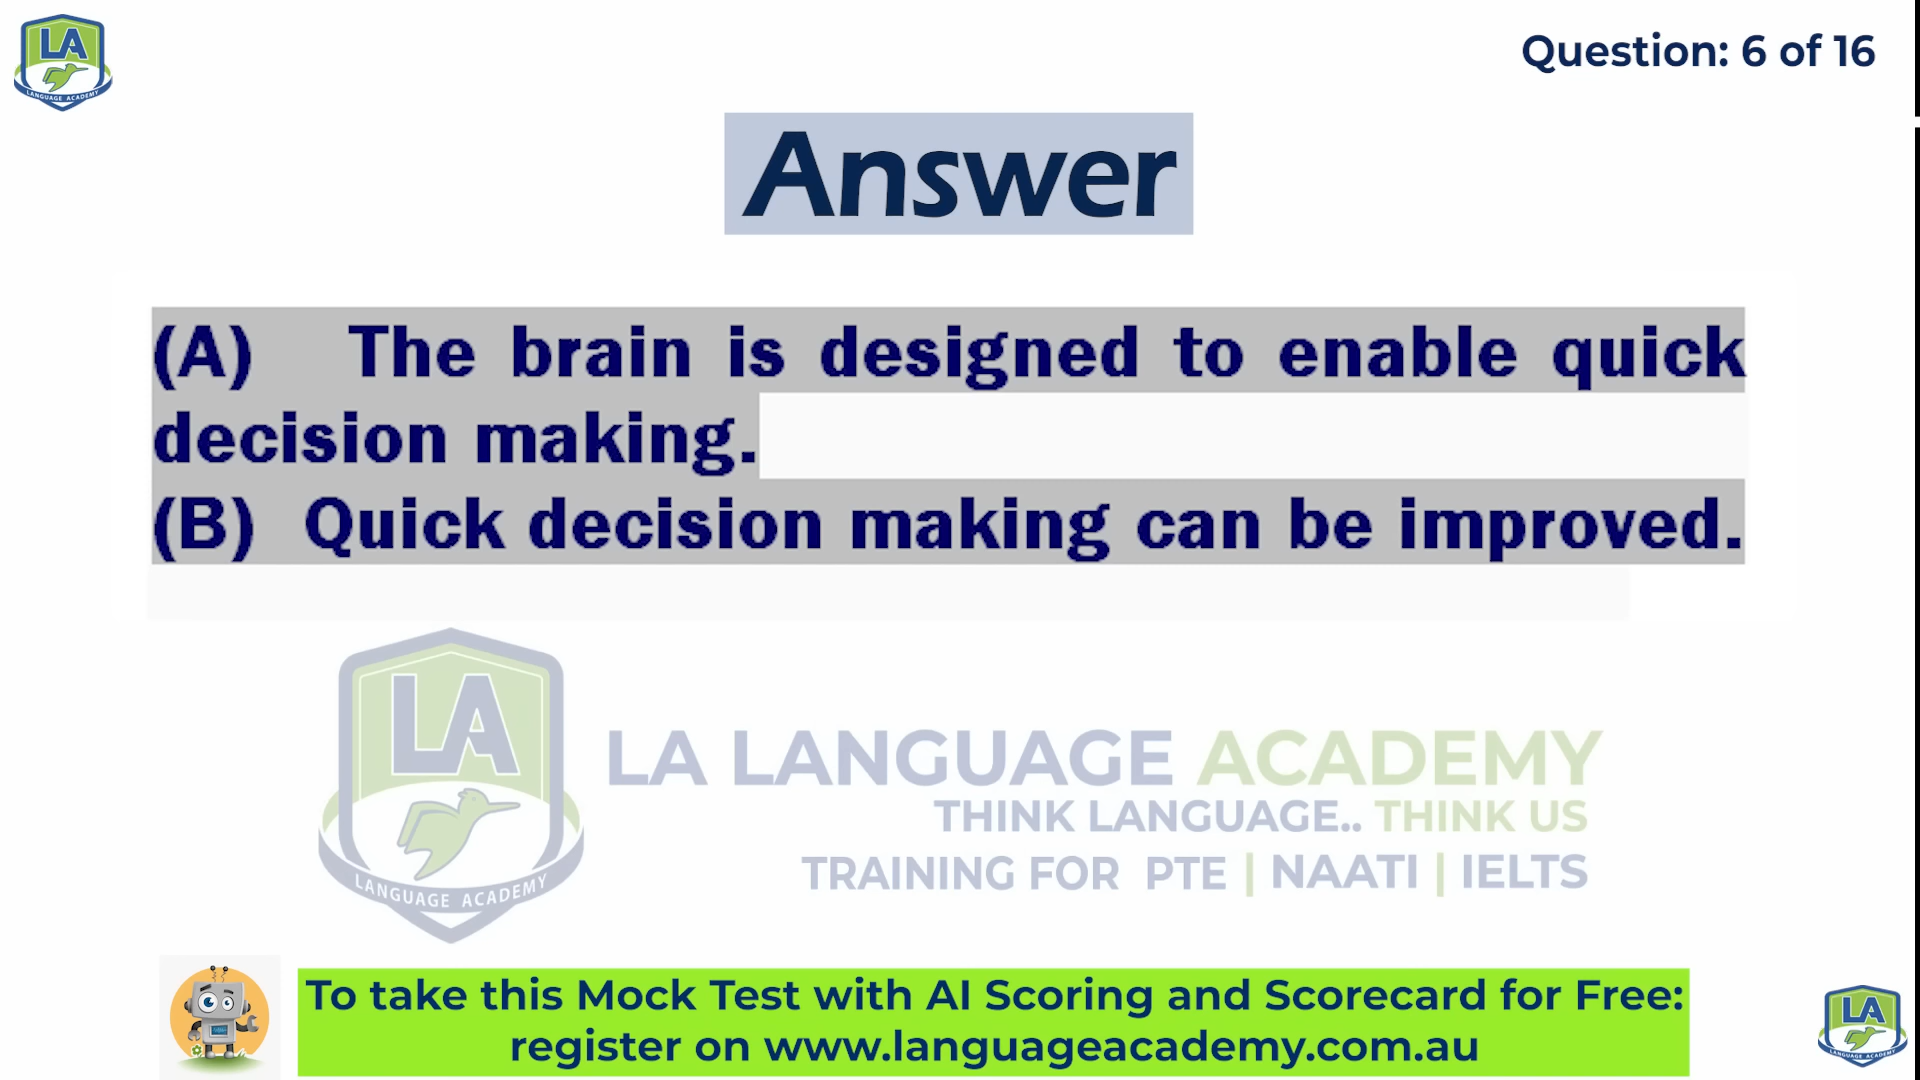 LA
LANGUAGE ACADEMY
Question: 6 of 16
Answer
(A) The brain is designed to enable quick
decision making.
(B) Quick decision making can be improved.
LA
LANGUAGE ACADEMY
LA LANGUAGE ACADEMY
THINK LANGUAGE.. THINK US
TRAINING FOR PTE | NAATI | IELTS
To take this Mock Test with AI Scoring and Scorecard for Free:
register on www.languageacademy.com.au
LA
LANGUAGE ACADEMY